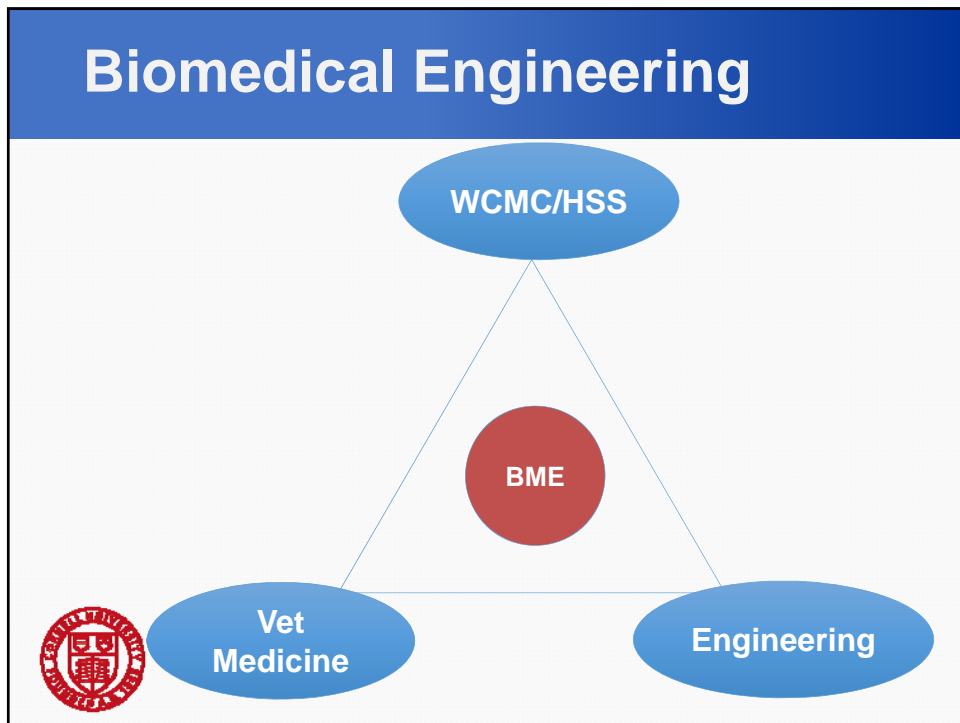 Biomedical Engineering
WCMC/HSS
BME
Vet
Medicine
Engineering